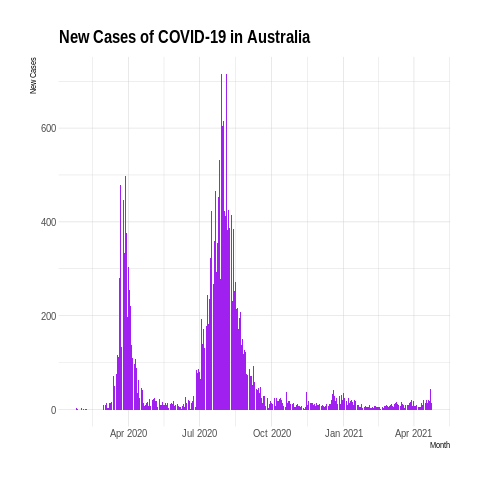 New Cases of COVID-19 in Australia
New Cases
600
400
200
0
Apr 2020
Jul 2020
Oct 2020
Jan 2021
Apr 2021
Month